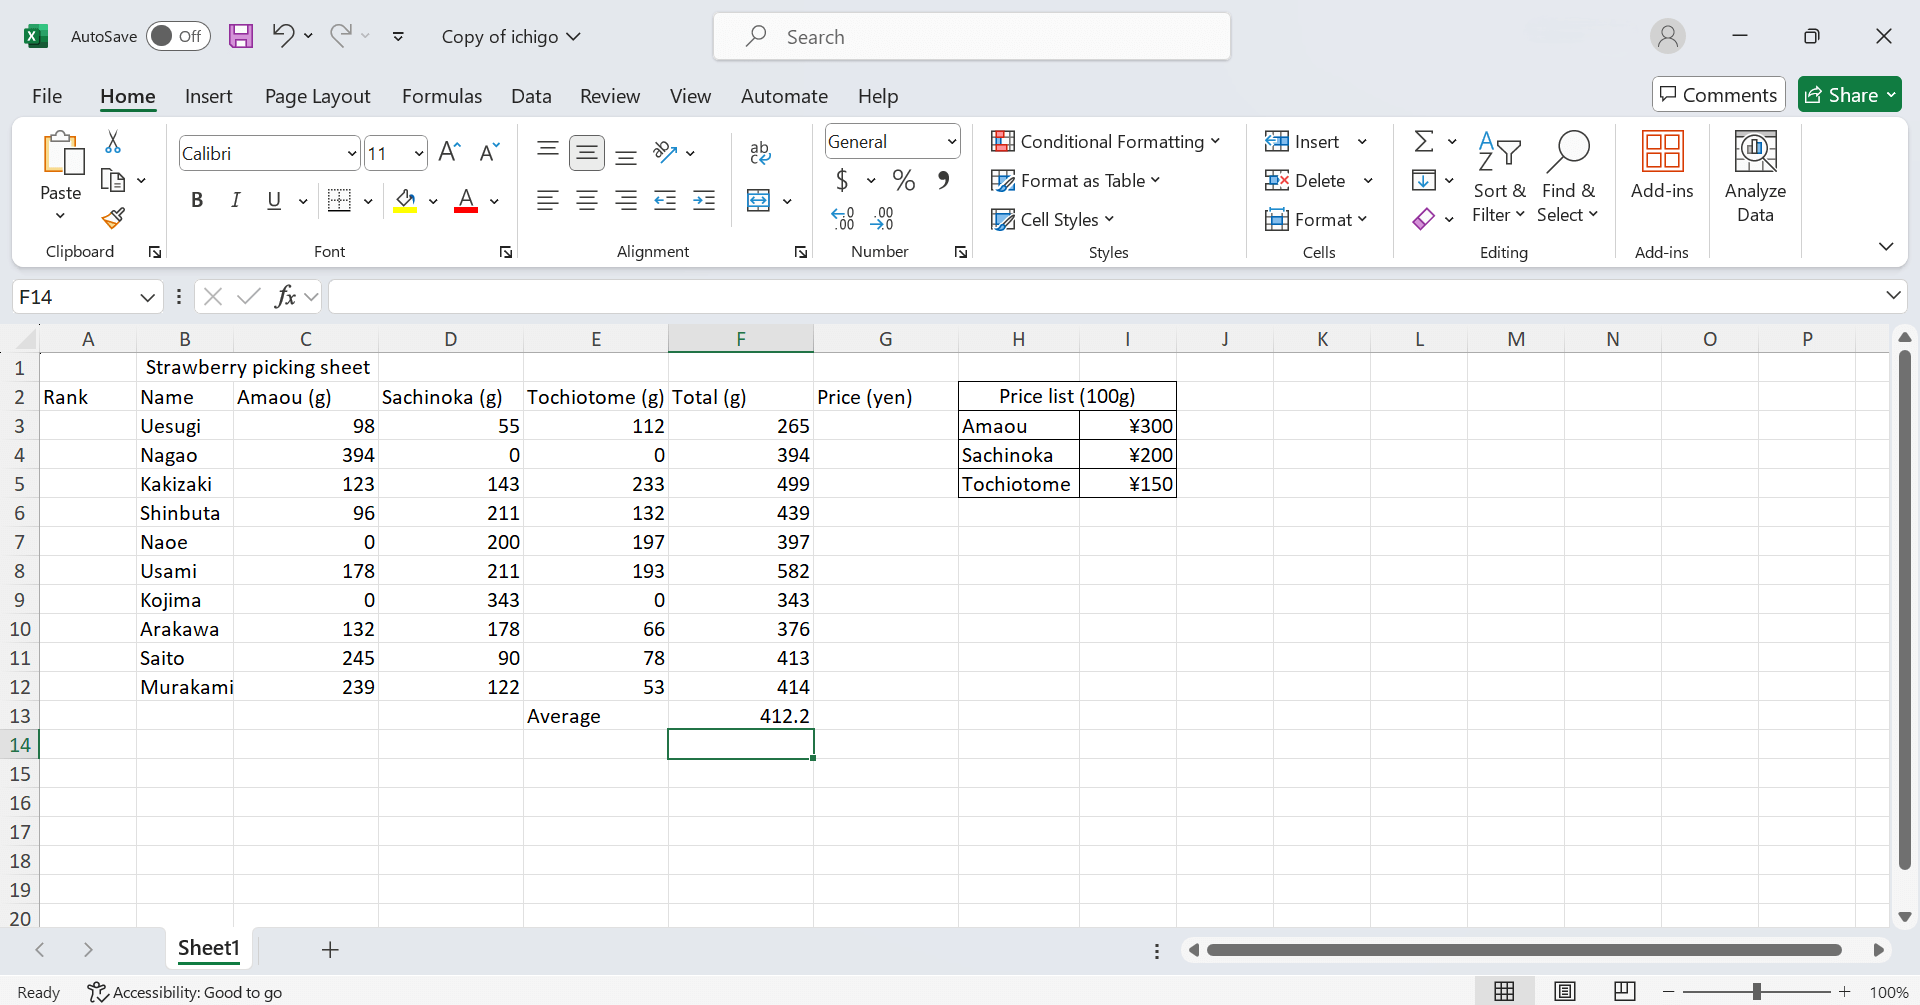 AutoSave Off Copy of ichigo Search
File Home Insert Page Layout Formulas Data Review View Automate Help Comments Share
Paste
Clipboard
Calibri 11
B I U
Font
Alignment
General
Number
Conditional Formatting
Format as Table
Cell Styles
Styles
Insert
Delete
Format
Cells
Sort &
Filter
Find &
Select
Editing
Add-ins
Add-ins
Analyze
Data
F14 fx
A B C D E F G H I J K L M N O P
1 Strawberry picking sheet
2 Rank Name Amaou (g) Sachinoka (g) Tochiotome (g) Total (g) Price (yen) Price list (100g)
3 Uesugi 98 55 112 265 Amaou ¥300
4 Nagao 394 0 0 394 Sachinoka ¥200
5 Kakizaki 123 143 233 499 Tochiotome ¥150
6 Shinbuta 96 211 132 439
7 Naoe 0 200 197 397
8 Usami 178 211 193 582
9 Kojima 0 343 0 343
10 Arakawa 132 178 66 376
11 Saito 245 90 78 413
12 Murakami 239 122 53 414
13 Average 412.2
14
15
16
17
18
19
20
Sheet1
Ready Accessibility: Good to go 100%